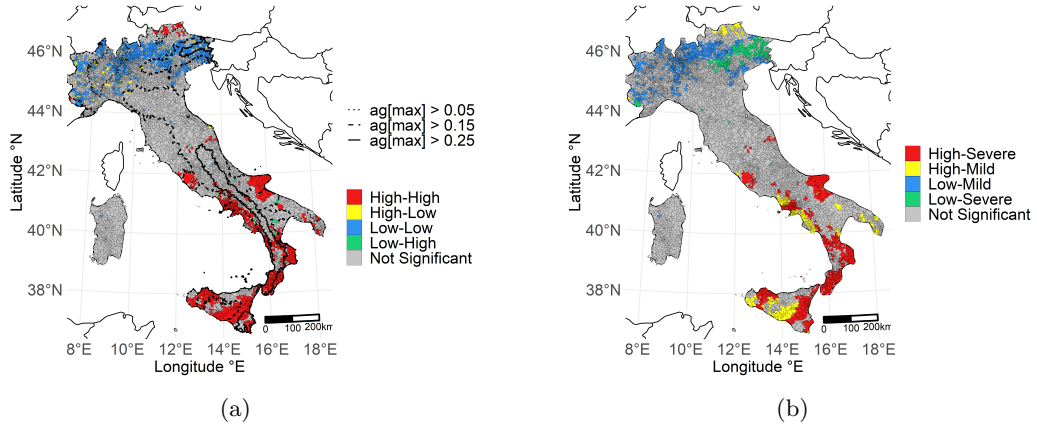 46°N
44°N
42°N
40°N
38°N
Latitude °N
8°E 10°E 12°E 14°E 16°E 18°E
Longitude °E
0 100 200km
ag[max] > 0.05
ag[max] > 0.15
ag[max] > 0.25
High-High
High-Low
Low-Low
Low-High
Not Significant
(a)
46°N
44°N
42°N
40°N
38°N
Latitude °N
8°E 10°E 12°E 14°E 16°E 18°E
Longitude °E
0 100 200km
High-Severe
High-Mild
Low-Mild
Low-Severe
Not Significant
(b)